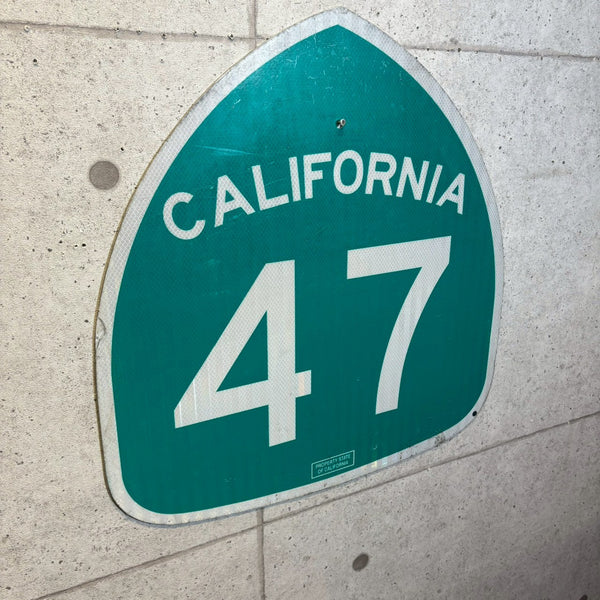 CALIFORNIA
47
PROPERTY STATE
OF CALIFORNIA